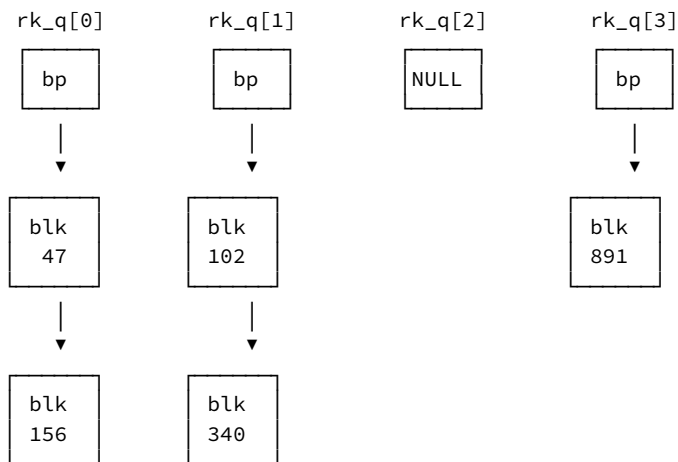 rk_q[0] rk_q[1] rk_q[2] rk_q[3]
bp bp NULL bp
blk blk blk
47 102 891
blk blk
156 340